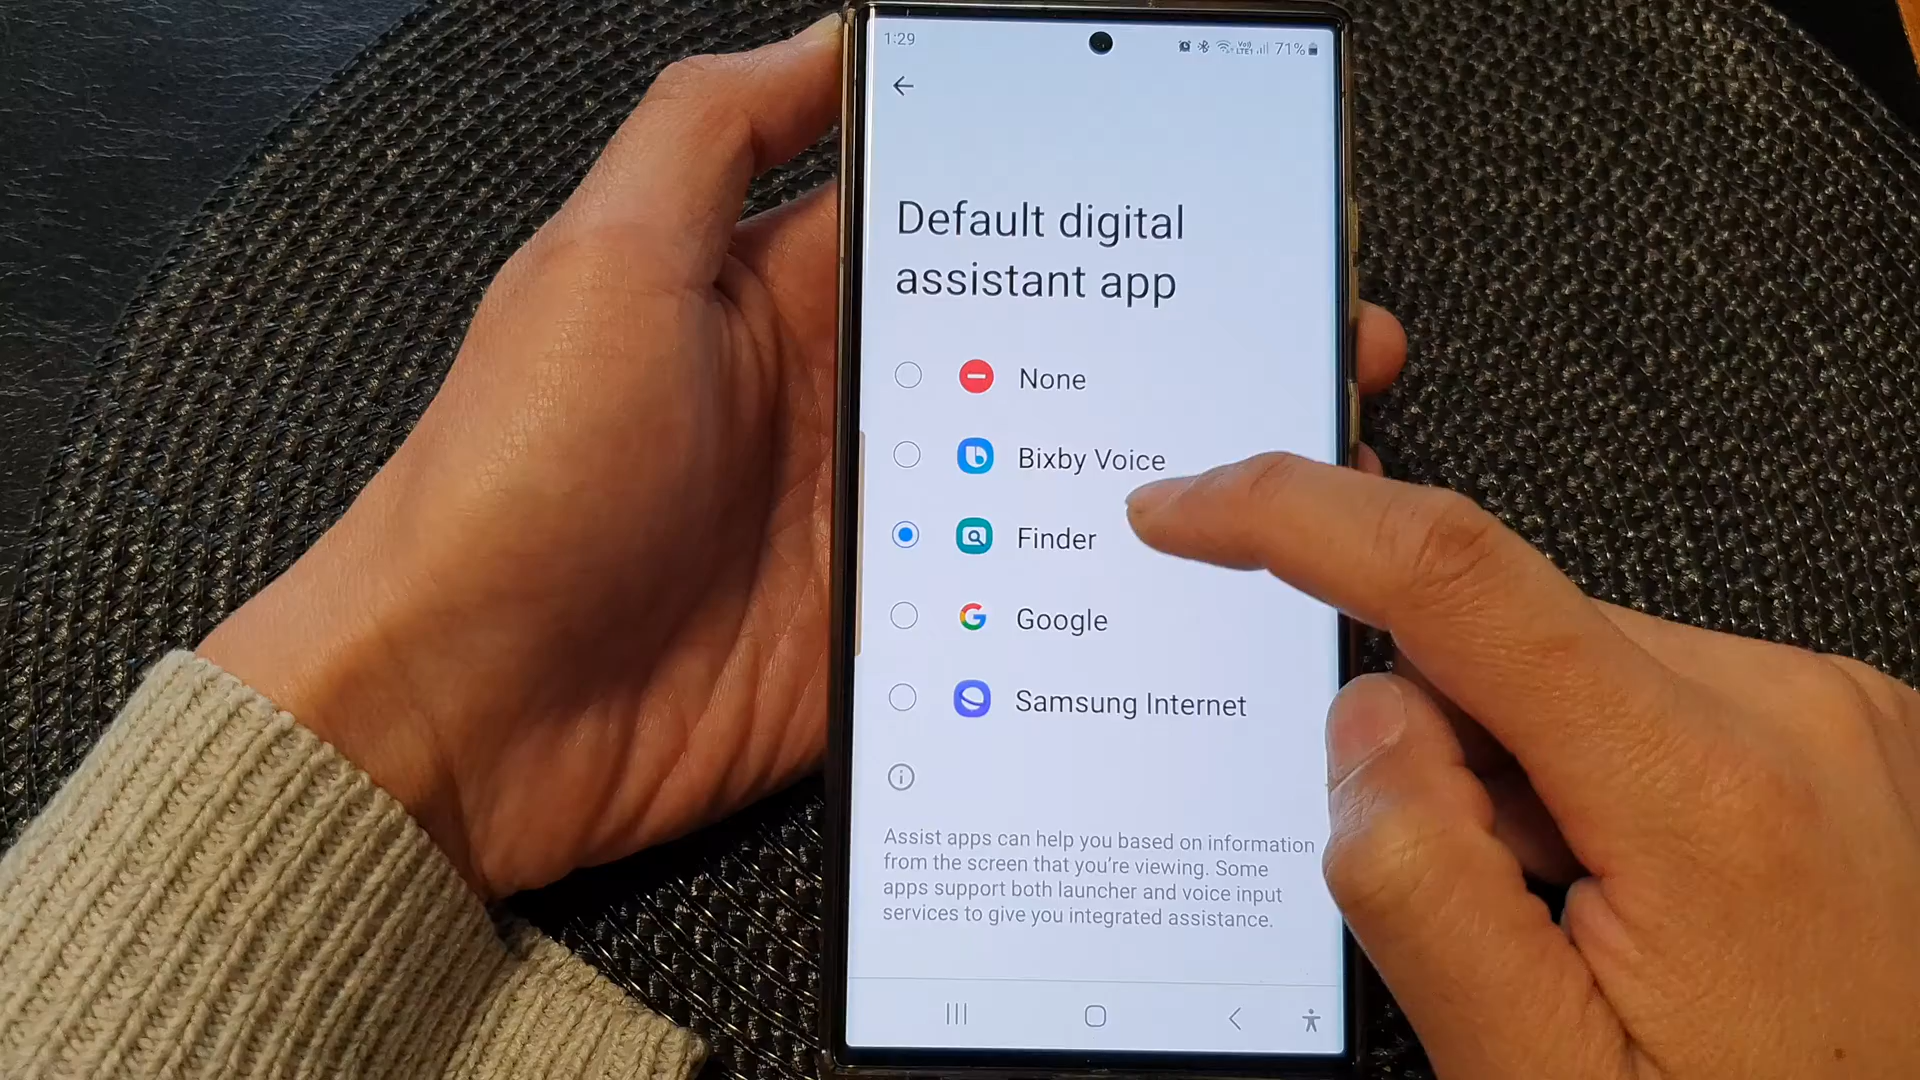 1:29
Vo))
LTE1
71%
Default digital
assistant app
None
Bixby Voice
Finder
Google
Samsung Internet
Assist apps can help you based on information
from the screen that you're viewing. Some
apps support both launcher and voice input
services to give you integrated assistance.